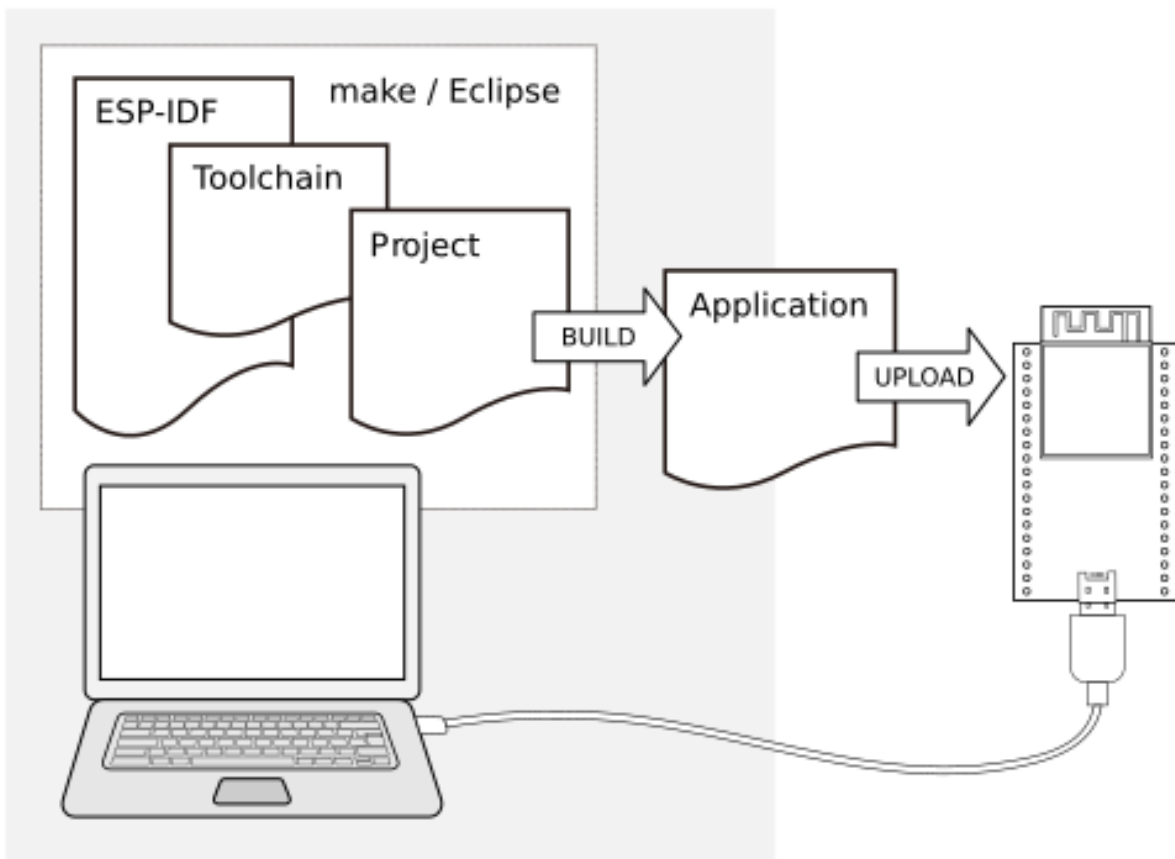 make / Eclipse
ESP-IDF
Toolchain
Project
BUILD
Application
UPLOAD